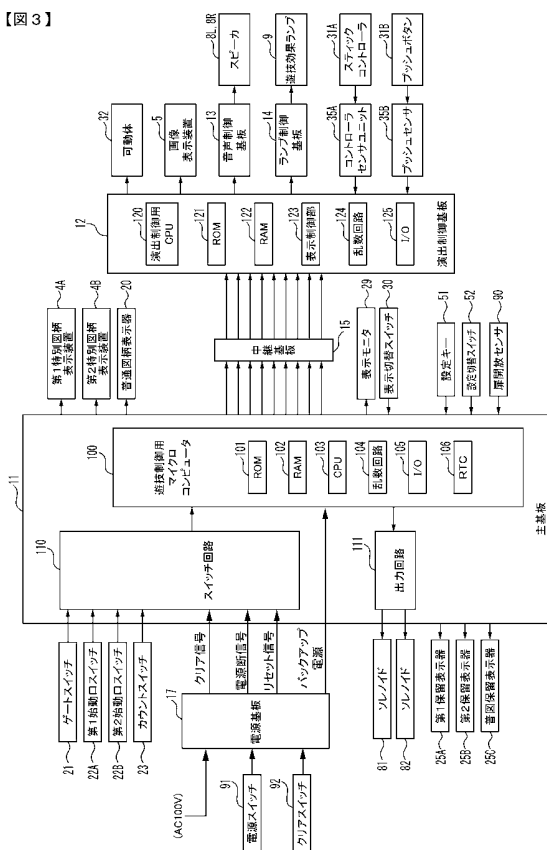 【図３】
32
可動体
5
画像
表示装置
13
音声制御
基板
8L、8R
スピーカ
14
ランプ制御
基板
9
遊技効果ランプ
35A
コントローラ
センサユニット
31A
スティック
コントローラ
35B
プッシュセンサ
31B
プッシュボタン
12
120
演出制御用
CPU
121
ROM
122
RAM
123
表示制御部
124
乱数回路
125
I/O
演出制御基板
4A
第1特別図柄
表示装置
4B
第2特別図柄
表示装置
20
普通図柄表示器
15
中継
基板
29
表示モニタ
30
表示切替スイッチ
51
設定キー
52
設定切替スイッチ
90
扉開放センサ
11
100
遊技制御用
マイクロ
コンピュータ
101
ROM
102
RAM
103
CPU
104
乱数回路
105
I/O
106
RTC
主基板
110
スイッチ回路
111
出力回路
クリア信号
電源断信号
リセット信号
バックアップ
電源
21
ゲートスイッチ
22A
第1始動口スイッチ
22B
第2始動口スイッチ
23
カウントスイッチ
17
電源基板
(AC100V)
91
電源スイッチ
92
クリアスイッチ
81
ソレノイド
82
ソレノイド
25A
第1保留表示器
25B
第2保留表示器
25C
普図保留表示器